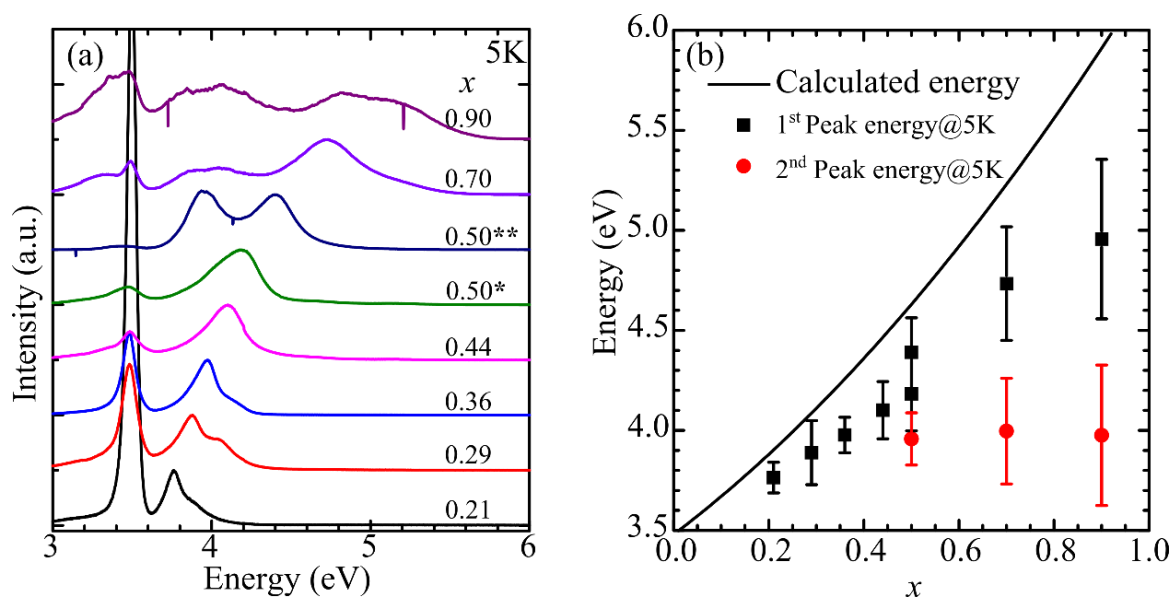 (a)
5K
x
0.90
0.70
0.50**
0.50*
0.44
0.36
0.29
0.21
Intensity (a.u.)
3 4 5 6
Energy (eV)
(b)
Calculated energy
1st Peak energy@5K
2nd Peak energy@5K
6.0
5.5
5.0
4.5
4.0
3.5
Energy (eV)
0.0 0.2 0.4 0.6 0.8 1.0
x